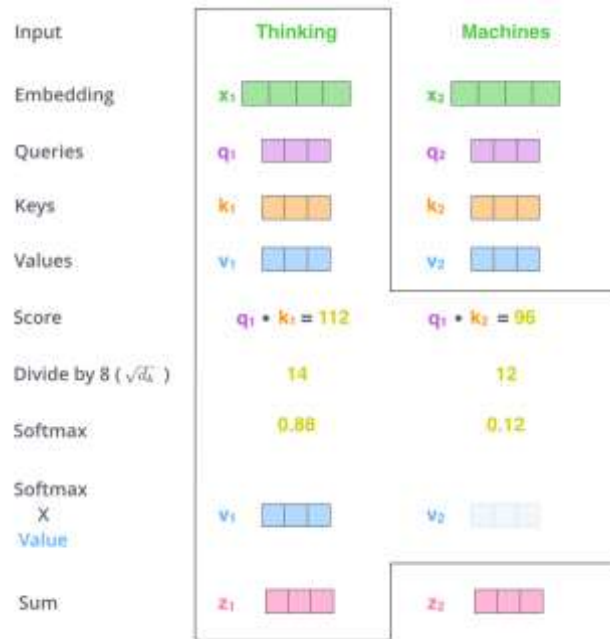 Input Thinking Machines
Embedding x₁ x₂
Queries q₁ q₂
Keys k₁ k₂
Values v₁ v₂
Score q₁ • k₁ = 112 q₁ • k₂ = 96
Divide by 8 ( √dₖ ) 14 12
Softmax 0.88 0.12
Softmax
X
Value v₁ v₂
Sum z₁ z₂